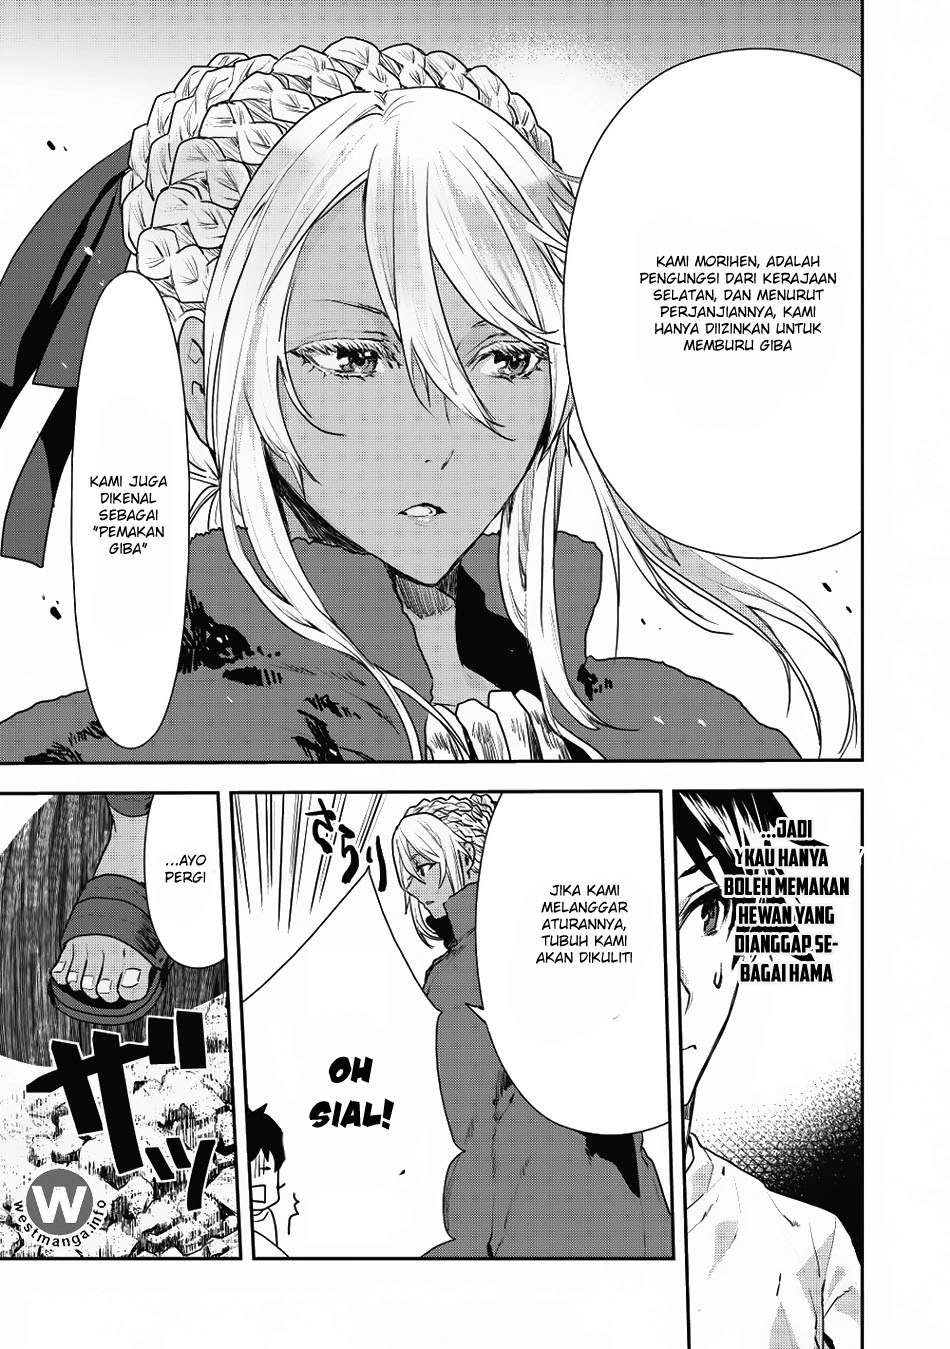 KAMI MORIHEN, ADALAH
PENGUNGSI DARI KERAJAAN
SELATAN, DAN MENURUT
PERJANJIANNYA, KAMI
HANYA DIIZINKAN UNTUK
MEMBURU GIBA
KAMI JUGA
DIKENAL
SEBAGAI
"PEMAKAN
GIBA"
...JADI
KAU HANYA
BOLEH MEMAKAN
HEWAN YANG
DIANGGAP SE-
BAGAI HAMA
JIKA KAMI
MELANGGAR
ATURANNYA,
TUBUH KAMI
AKAN DIKULITI
さらり
OH
SIAL!
...AYO
PERGI
ザザッ
W
westmanga.info